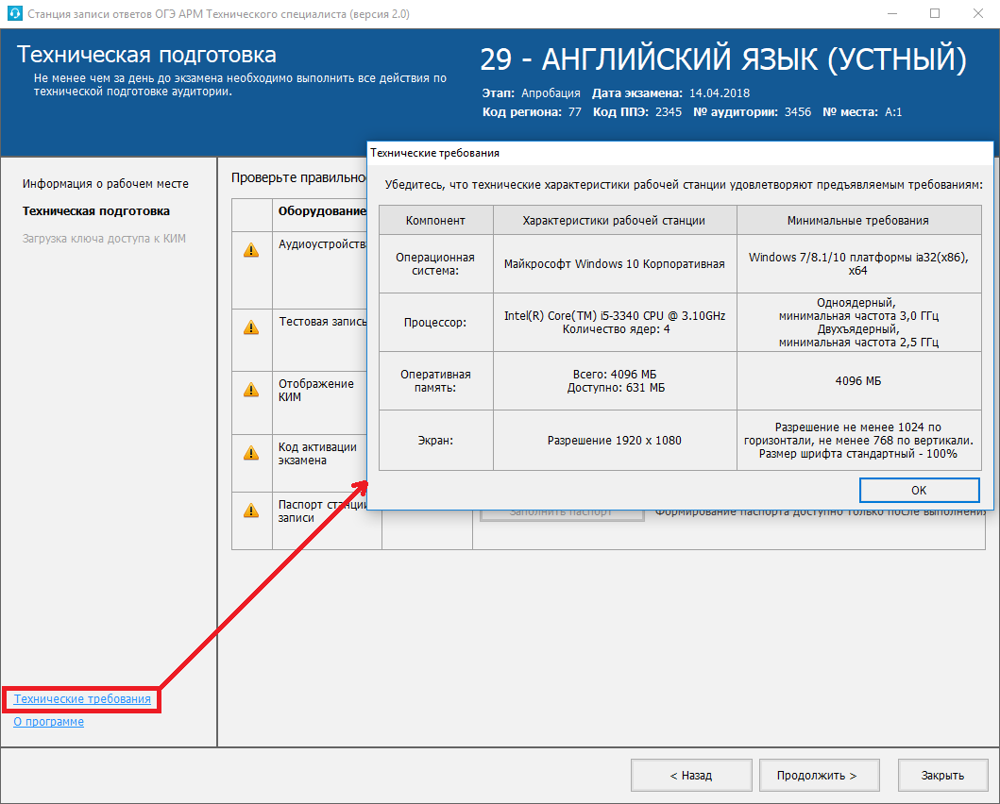 Станция записи ответов ОГЭ АРМ Технического специалиста (версия 2.0)
Техническая подготовка
Не менее чем за день до экзамена необходимо выполнить все действия по
технической подготовке аудитории.
29 - АНГЛИЙСКИЙ ЯЗЫК (УСТНЫЙ)
Этап: Апробация Дата экзамена: 14.04.2018
Код региона: 77 Код ППЭ: 2345 № аудитории: 3456 № места: А:1
Информация о рабочем месте
Техническая подготовка
Загрузка ключа доступа к КИМ
Технические требования
О программе
Проверьте правильно
Оборудование
Аудиоустройств
Тестовая запись
Отображение
КИМ
Код активации
экзамена
Паспорт станции
записи
Заполнить паспорт
Формирование паспорта доступно только после выполнени
Технические требования
Убедитесь, что технические характеристики рабочей станции удовлетворяют предъявляемым требованиям:
Компонент
Характеристики рабочей станции
Минимальные требования
Операционная
система:
Майкрософт Windows 10 Корпоративная
Windows 7/8.1/10 платформы ia32(x86),
x64
Процессор:
Intel(R) Core(TM) i5-3340 CPU @ 3.10GHz
Количество ядер: 4
Одноядерный,
минимальная частота 3,0 ГГц
Двухъядерный,
минимальная частота 2,5 ГГц
Оперативная
память:
Всего: 4096 МБ
Доступно: 631 МБ
4096 МБ
Экран:
Разрешение 1920 x 1080
Разрешение не менее 1024 по
горизонтали, не менее 768 по вертикали.
Размер шрифта стандартный - 100%
OK
< Назад
Продолжить >
Закрыть